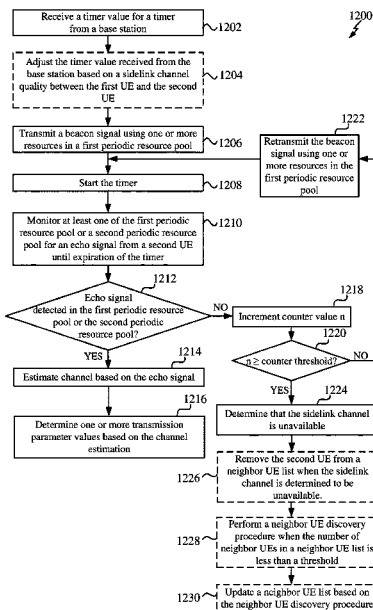 Receive a timer value for a timer
from a base station
1202
1200
Adjust the timer value received from the
base station based on a sidelink channel
quality between the first UE and the second
UE
1204
Transmit a beacon signal using one or more
resources in a first periodic resource pool
1206
1222
Retransmit the beacon
signal using one or
more resources in the
first periodic resource
pool
Start the timer
1208
Monitor at least one of the first periodic
resource pool or a second periodic resource
pool for an echo signal from a second UE
until expiration of the timer
1210
1212
Echo signal
detected in the first periodic resource
pool or the second periodic
resource pool?
NO
1218
Increment counter value n
1220
n ≥ counter threshold?
NO
YES
1214
Estimate channel based on the echo signal
1216
Determine one or more transmission
parameter values based on the channel
estimation
YES
1224
Determine that the sidelink channel
is unavailable
Remove the second UE from a
neighbor UE list when the sidelink
channel is determined to be
unavailable.
1226
Perform a neighbor UE discovery
procedure when the number of
neighbor UEs in a neighbor UE list is
less than a threshold
1228
Update a neighbor UE list based on
the neighbor UE discovery procedure
1230